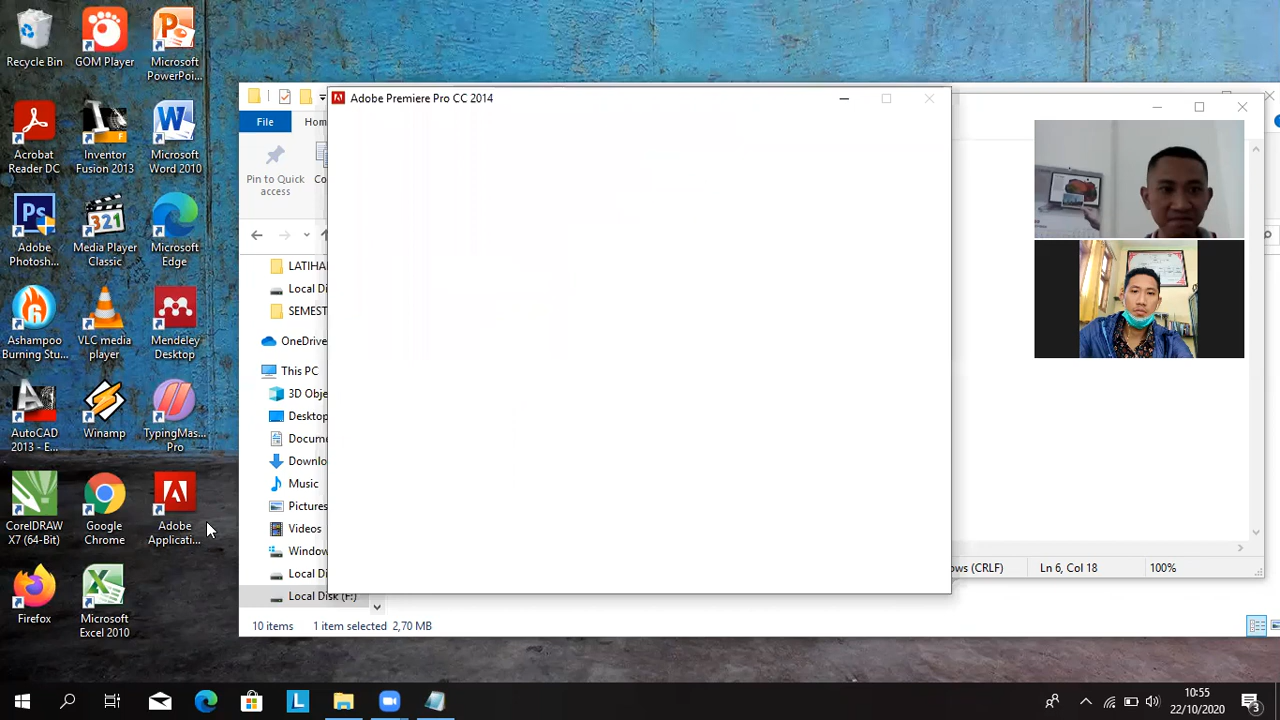 Recycle Bin
GOM Player
Microsoft
PowerPoi...
Acrobat
Reader DC
Inventor
Fusion 2013
Microsoft
Word 2010
Adobe
Photosh...
Media Player
Classic
Microsoft
Edge
Ashampoo
Burning Stu...
VLC media
player
Mendeley
Desktop
AutoCAD
2013 - E...
Winamp
TypingMas...
Pro
CorelDRAW
X7 (64-Bit)
Google
Chrome
Adobe
Applicati...
Firefox
Microsoft
Excel 2010
File
Hom
Pin to Quick
access
Co
Adobe Premiere Pro CC 2014
LATIHA
Local Di
SEMEST
OneDrive
This PC
3D Obje
Desktop
Docume
Downlo
Music
Pictures
Videos
Window
Local Di
Local Disk (F:)
10 items
1 item selected 2,70 MB
ows (CRLF)
Ln 6, Col 18
100%
10:55
22/10/2020
3